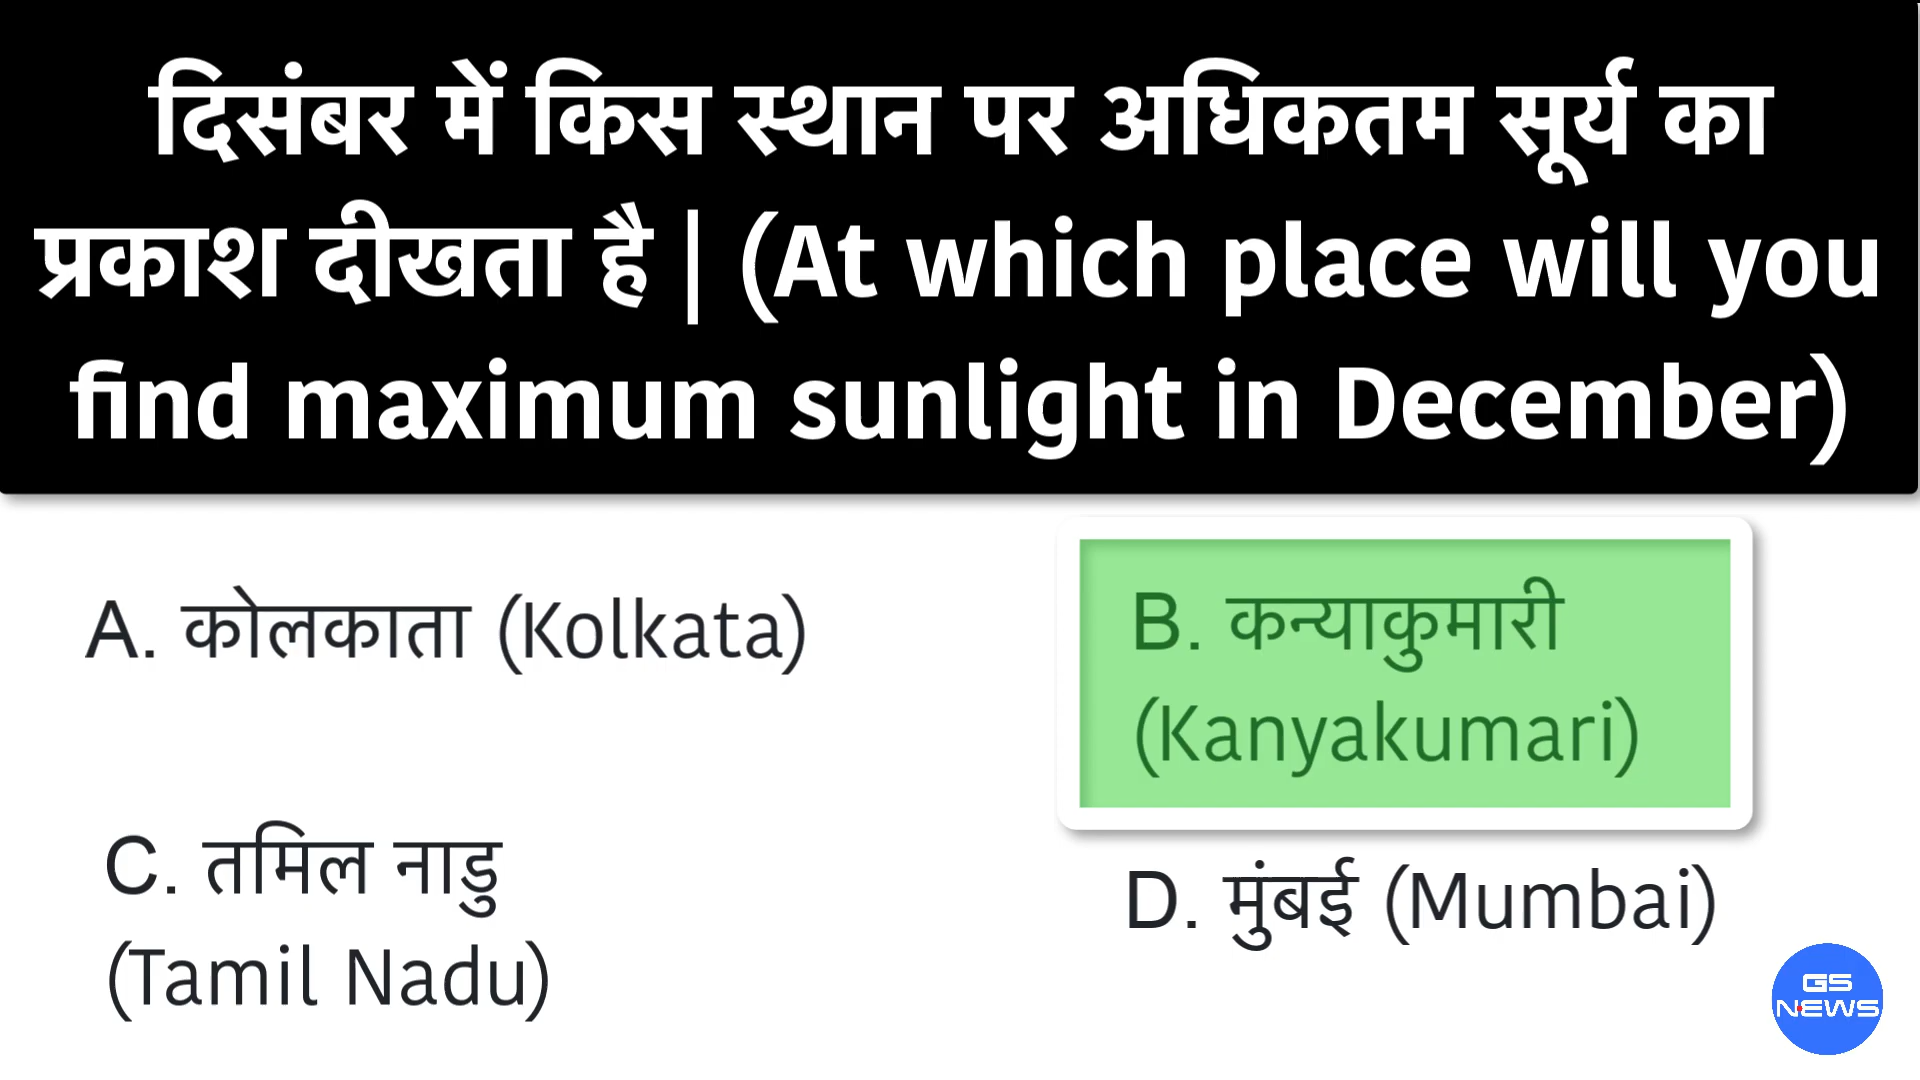 दिसंबर में किस स्थान पर अधिकतम सूर्य का
प्रकाश दीखता है | (At which place will you
find maximum sunlight in December)
A. कोलकाता (Kolkata)
B. कन्याकुमारी
(Kanyakumari)
C. तमिल नाडु
(Tamil Nadu)
D. मुंबई (Mumbai)
GS
NEWS